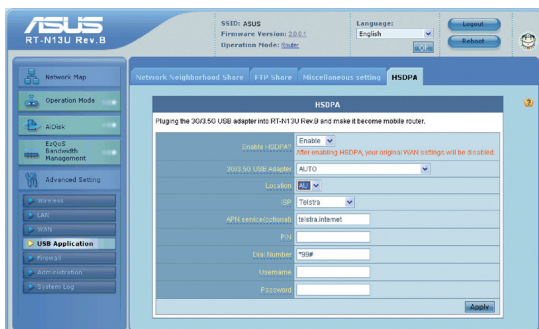 ASUS
RT-N13U Rev.B
SSID: ASUS
Firmware Version: 2.0.0.1
Operation Mode: Router
Language:
English
Logout
Reboot
Network Map
Operation Mode
AiDisk
EzQoS
Bandwidth
Management
Advanced Setting
Wireless
LAN
WAN
USB Application
Firewall
Administration
System Log
Network Neighborhood Share
FTP Share
Miscellaneous setting
HSDPA
HSDPA
Pluging the 3G/3.5G USB adapter into RT-N13U Rev.B and make it become mobile router.
Enable HSDPA? Enable
After enabling HSDPA, your original WAN settings will be disabled.
3G/3.5G USB Adapter AUTO
Location AU
ISP Telstra
APN service(optional) telstra.internet
PIN
Dial Number *99#
Username
Password
Apply